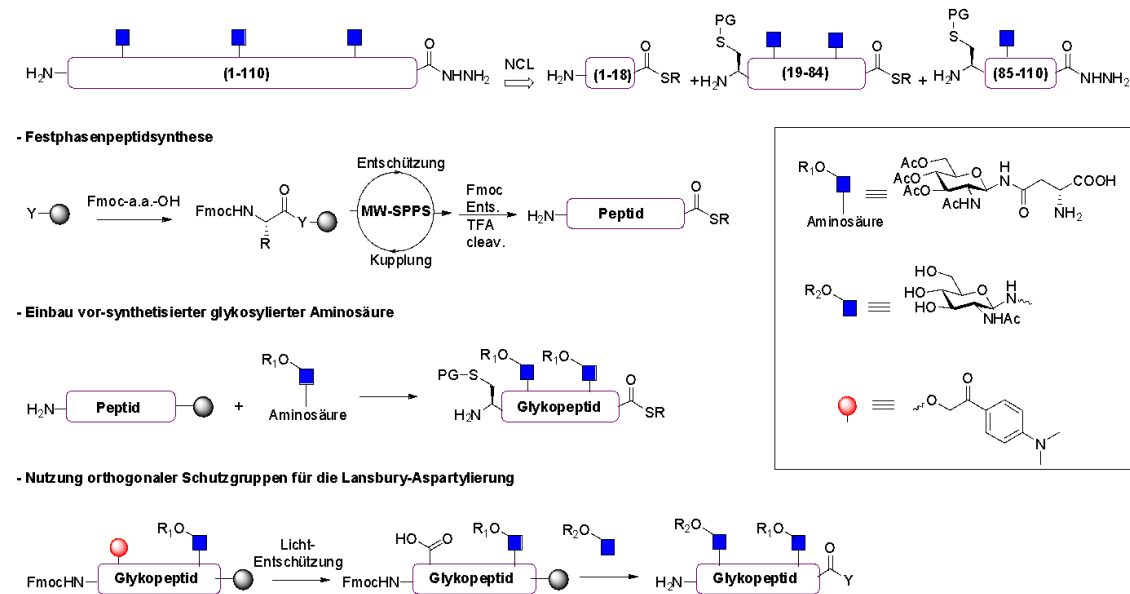 PG
S
O
H₂N
(1-110)
NHNH₂
NCL
H₂N
(1-18)
O
SR
+
H₂N
(19-84)
O
SR
+
PG
S
H₂N
(85-110)
O
NHNH₂
- Festphasenpeptidsynthese
Y
Fmoc-a.a.-OH
FmocHN
O
Y
R
Entschützung
MW-SPPS
Kupplung
Fmoc
Ents.
TFA
cleav.
H₂N
Peptid
O
SR
- Einbau vor-synthetisierter glykosylierter Aminosäure
H₂N
Peptid
+
R₁O
Aminosäure
PG-S
R₁O
R₁O
H₂N
Glykopeptid
O
SR
- Nutzung orthogonaler Schutzgruppen für die Lansbury-Aspartylierung
R₁O
FmocHN
Glykopeptid
Licht-
Entschützung
HO
O
R₁O
FmocHN
Glykopeptid
R₂O
R₂O
R₁O
H₂N
Glykopeptid
O
Y
R₁O
Aminosäure
AcO
AcO
AcO
O
AcHN
H
N
O
COOH
NH₂
R₂O
HO
HO
HO
O
NHAc
H
N
O
O
N